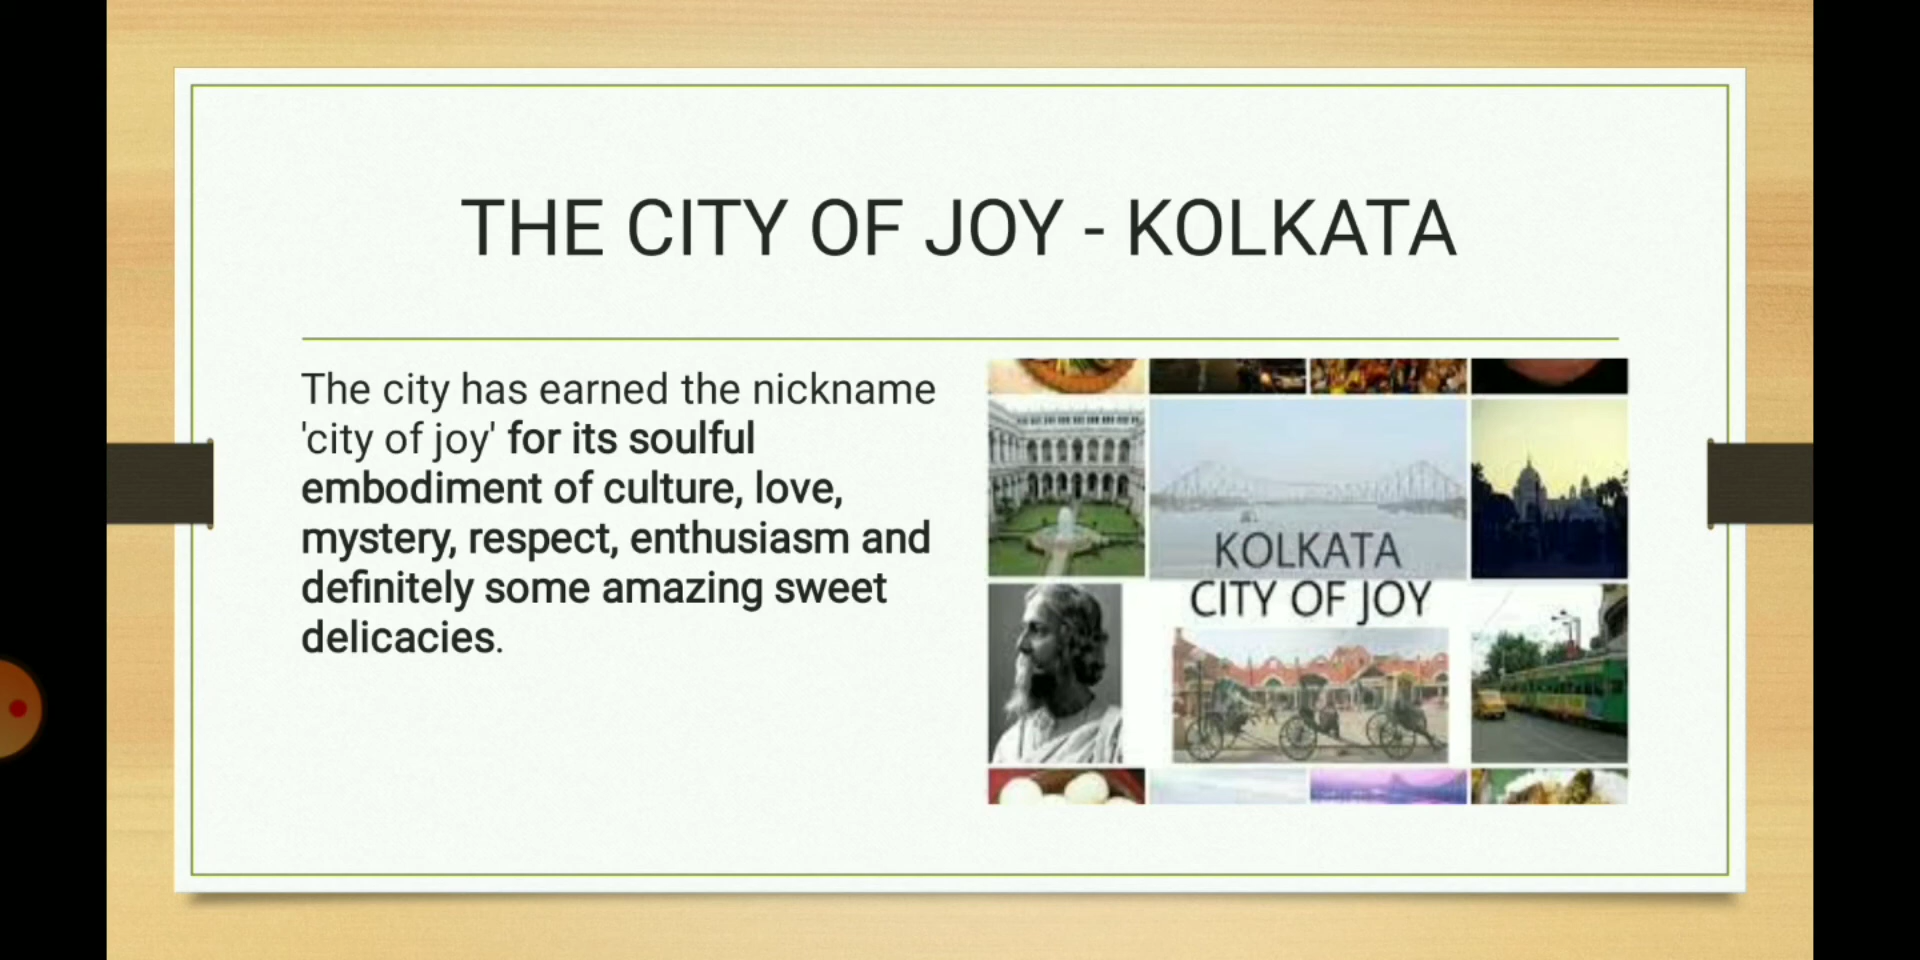 THE CITY OF JOY - KOLKATA
The city has earned the nickname
'city of joy' for its soulful
embodiment of culture, love,
mystery, respect, enthusiasm and
definitely some amazing sweet
delicacies.
KOLKATA
CITY OF JOY